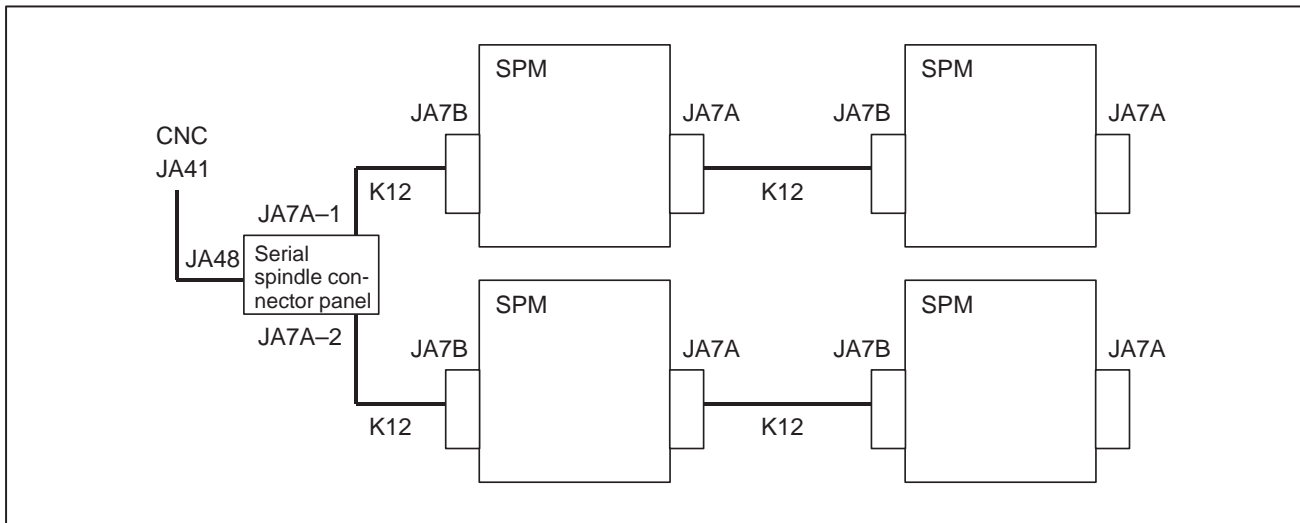 SPM
SPM
JA7B
JA7A
JA7B
JA7A
CNC
JA41
K12
K12
JA7A–1
JA48
Serial
spindle con-
nector panel
SPM
SPM
JA7A–2
JA7B
JA7A
JA7B
JA7A
K12
K12